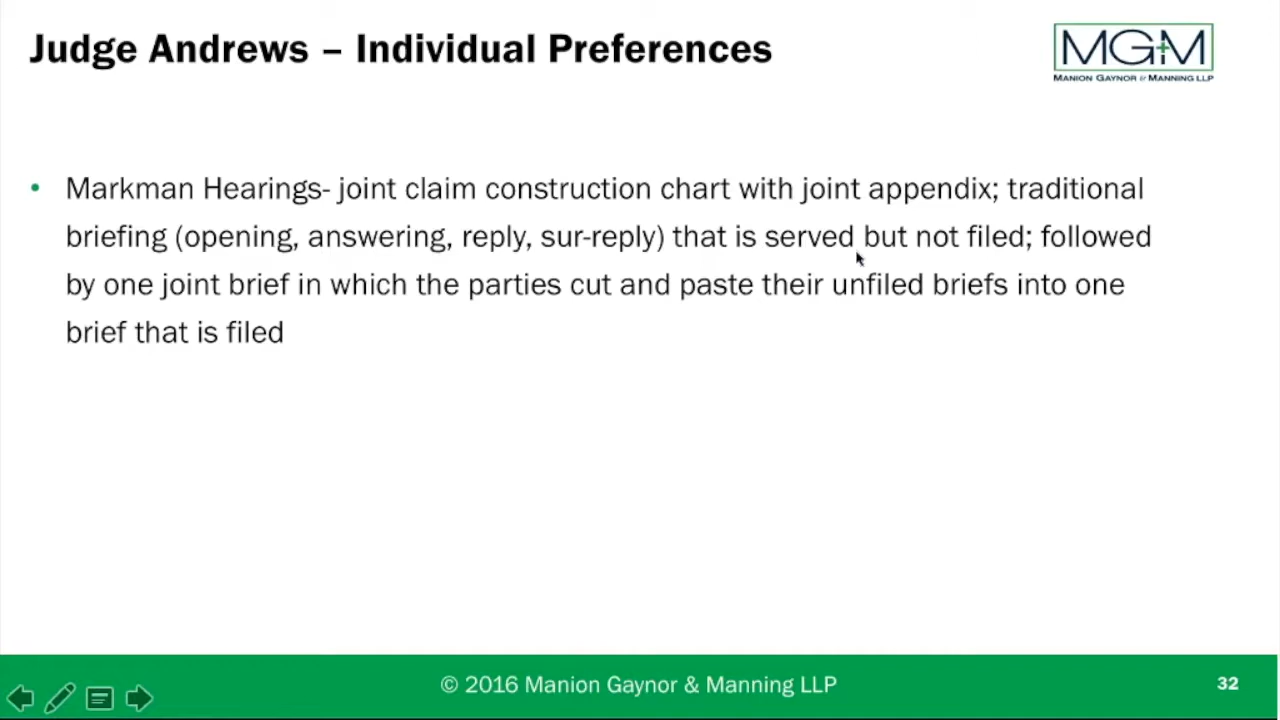 Judge Andrews – Individual Preferences
MG+M
MANION GAYNOR & MANNING LLP
• Markman Hearings- joint claim construction chart with joint appendix; traditional
briefing (opening, answering, reply, sur-reply) that is served but not filed; followed
by one joint brief in which the parties cut and paste their unfiled briefs into one
brief that is filed
© 2016 Manion Gaynor & Manning LLP
32